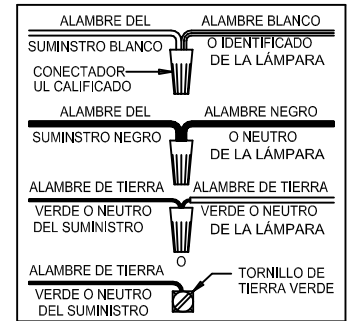 ALAMBRE DEL
SUMINSTRO BLANCO
ALAMBRE BLANCO
O IDENTIFICADO
DE LA LÁMPARA
CONECTADOR
UL CALIFICADO
ALAMBRE DEL
SUMINSTRO NEGRO
ALAMBRE NEGRO
O NEUTRO
DE LA LÁMPARA
ALAMBRE DE TIERRA
VERDE O NEUTRO
DEL SUMINISTRO
ALAMBRE DE TIERRA
VERDE O NEUTRO
DE LA LÁMPARA
O
ALAMBRE DE TIERRA
VERDE O NEUTRO
DEL SUMINISTRO
TORNILLO DE
TIERRA VERDE